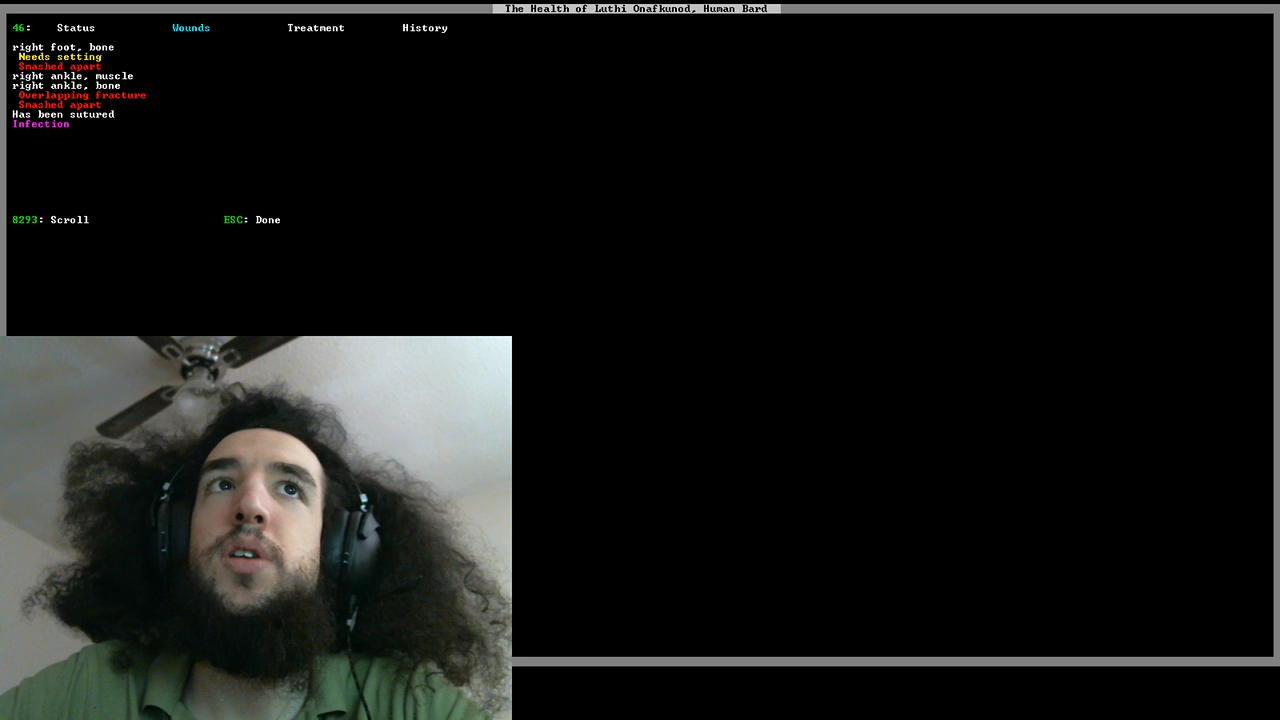 The Health of Luthi Onafkunod, Human Bard
46: Status Wounds Treatment History
right foot, bone
Needs setting
Smashed apart
right ankle, muscle
right ankle, bone
Overlapping fracture
Smashed apart
Has been sutured
Infection
8293: Scroll ESC: Done